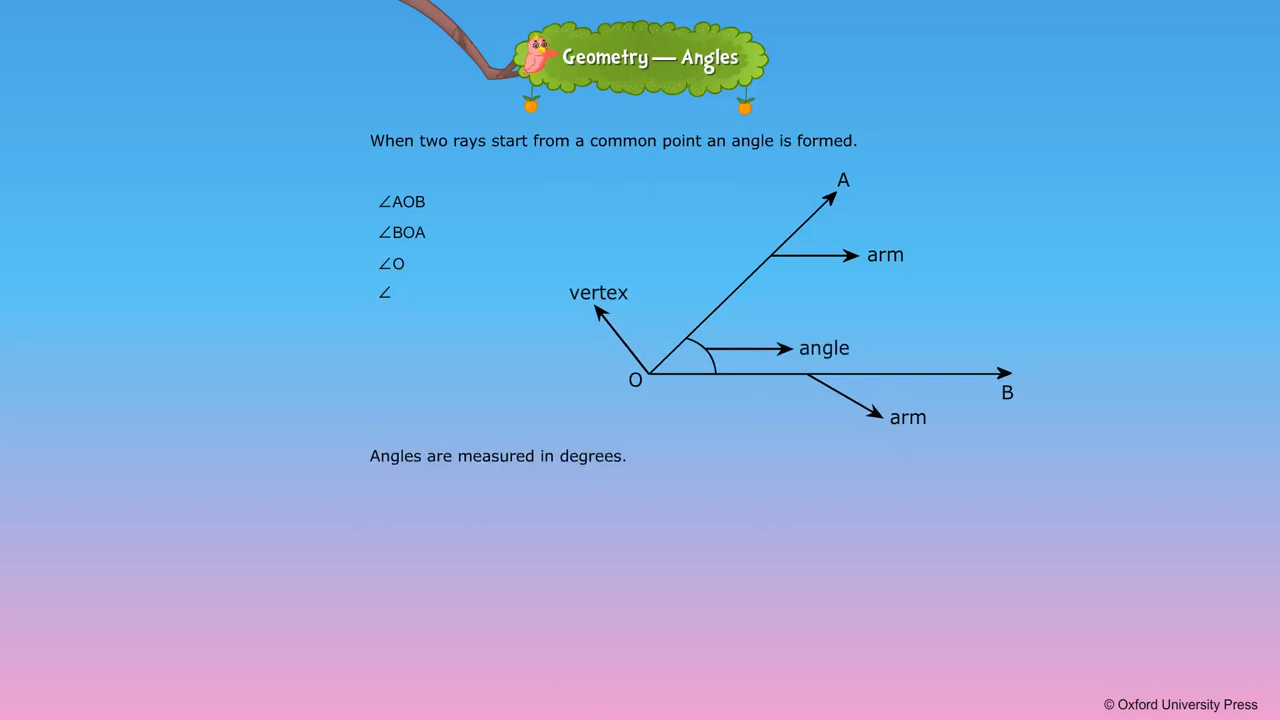 Geometry — Angles
When two rays start from a common point an angle is formed.
A
∠AOB
∠BOA
arm
∠O
∠
vertex
angle
O
B
arm
Angles are measured in degrees.
© Oxford University Press